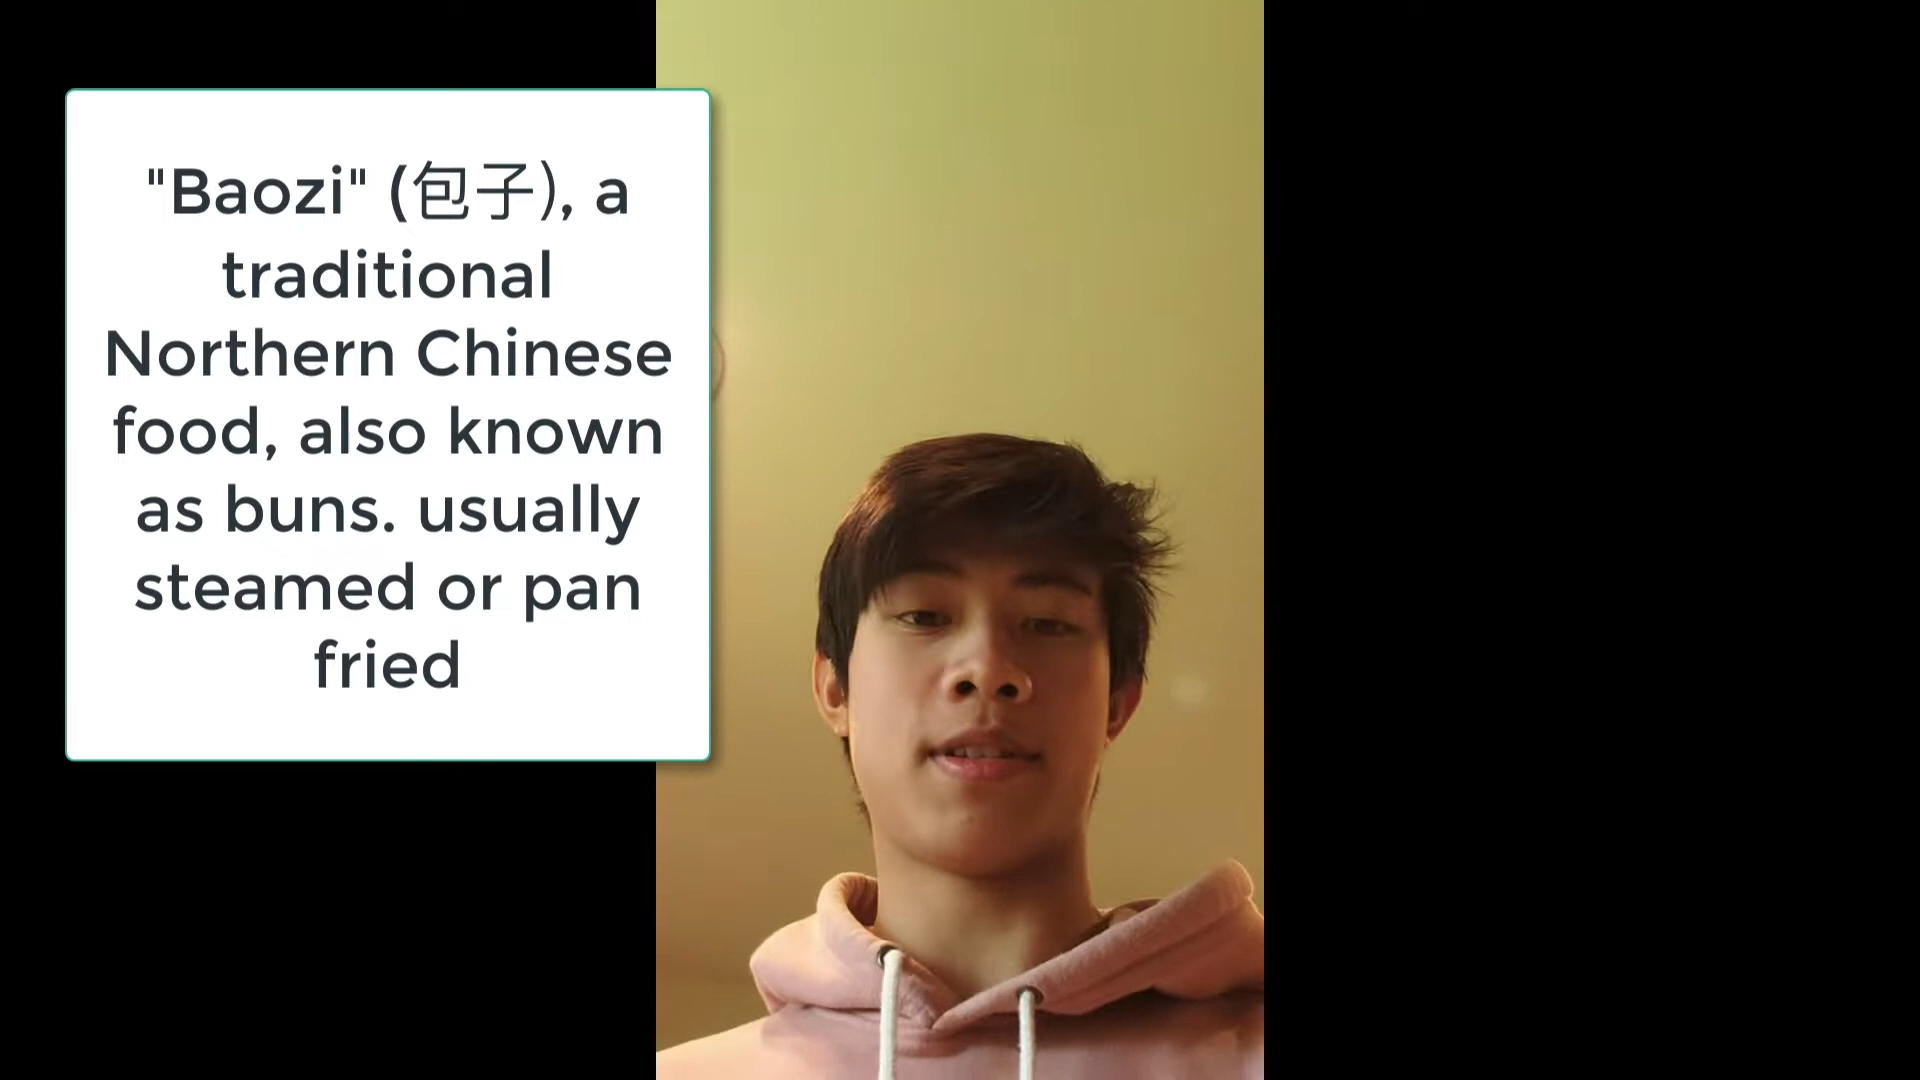 "Baozi" (包子), a
traditional
Northern Chinese
food, also known
as buns. usually
steamed or pan
fried